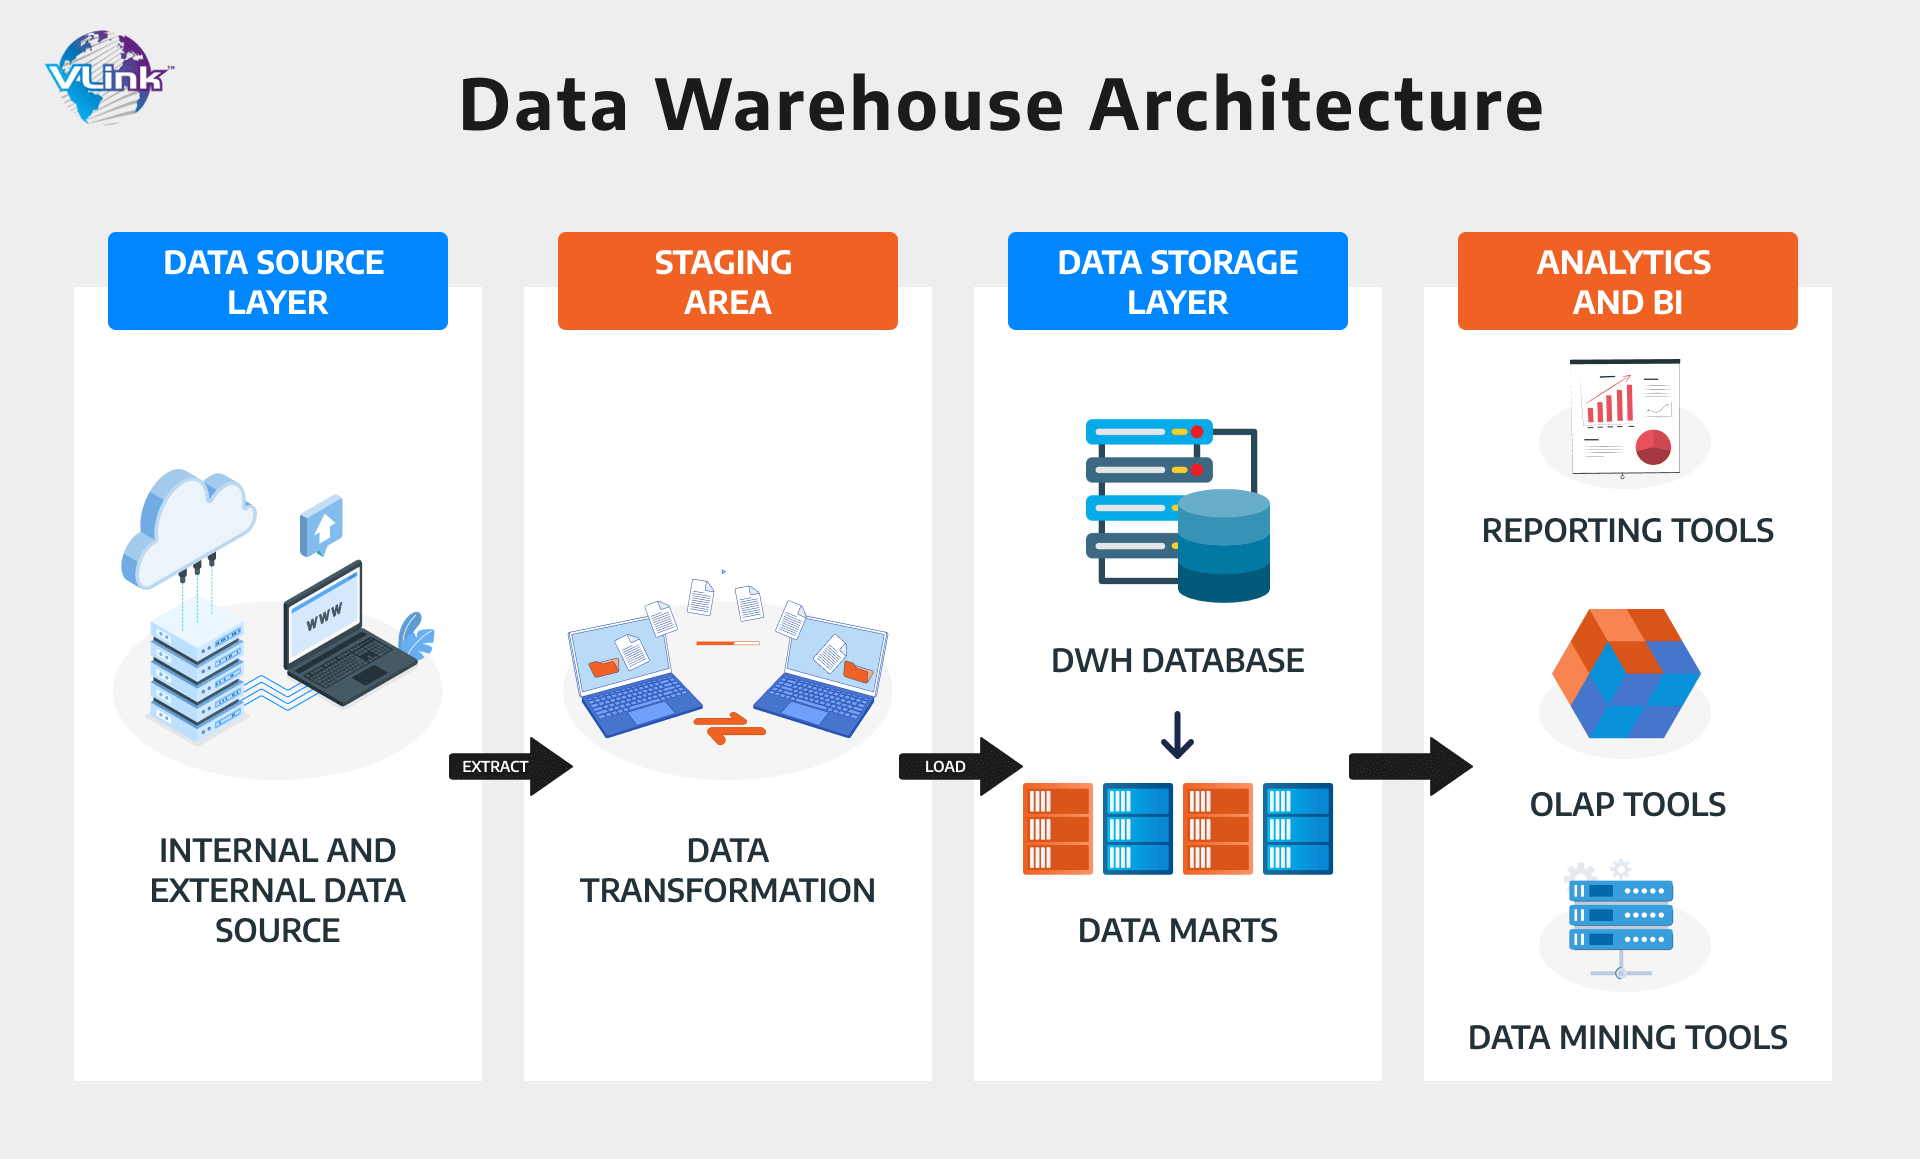 VLink™
Data Warehouse Architecture
DATA SOURCE
LAYER
WWW
EXTRACT
INTERNAL AND
EXTERNAL DATA
SOURCE
STAGING
AREA
LOAD
DATA
TRANSFORMATION
DATA STORAGE
LAYER
DWH DATABASE
DATA MARTS
ANALYTICS
AND BI
REPORTING TOOLS
OLAP TOOLS
DATA MINING TOOLS